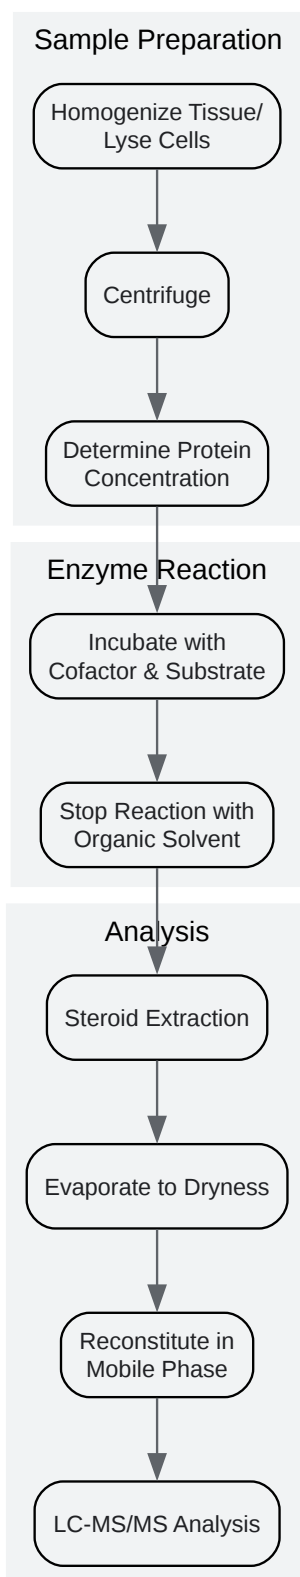 Sample Preparation
Homogenize Tissue/
Lyse Cells
Centrifuge
Determine Protein
Concentration
Enzyme Reaction
Incubate with
Cofactor & Substrate
Stop Reaction with
Organic Solvent
Analysis
Steroid Extraction
Evaporate to Dryness
Reconstitute in
Mobile Phase
LC-MS/MS Analysis